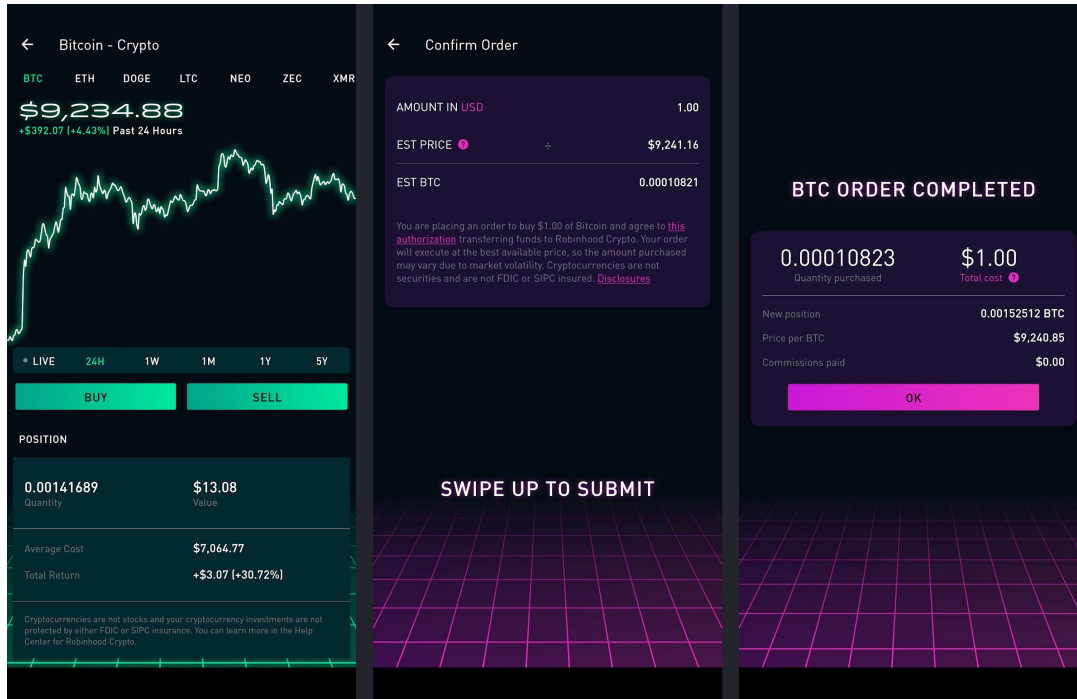 Bitcoin - Crypto
BTC ETH DOGE LTC NEO ZEC XMR
$9,234.88
+$392.07 (+4.43%) Past 24 Hours
LIVE 24H 1W 1M 1Y 5Y
BUY SELL
POSITION
0.00141689 $13.08
Quantity Value
Average Cost $7,064.77
Total Return +$3.07 (+30.72%)
Cryptocurrencies are not stocks and your cryptocurrency investments are not
protected by either FDIC or SIPC insurance. You can learn more in the Help
Center for Robinhood Crypto.
Confirm Order
AMOUNT IN USD 1.00
EST PRICE ? ÷ $9,241.16
EST BTC 0.00010821
You are placing an order to buy $1.00 of Bitcoin and agree to this
authorization transferring funds to Robinhood Crypto. Your order
will execute at the best available price, so the amount purchased
may vary due to market volatility. Cryptocurrencies are not
securities and are not FDIC or SIPC insured. Disclosures
SWIPE UP TO SUBMIT
BTC ORDER COMPLETED
0.00010823 $1.00
Quantity purchased Total cost ?
New position 0.00152512 BTC
Price per BTC $9,240.85
Commissions paid $0.00
OK